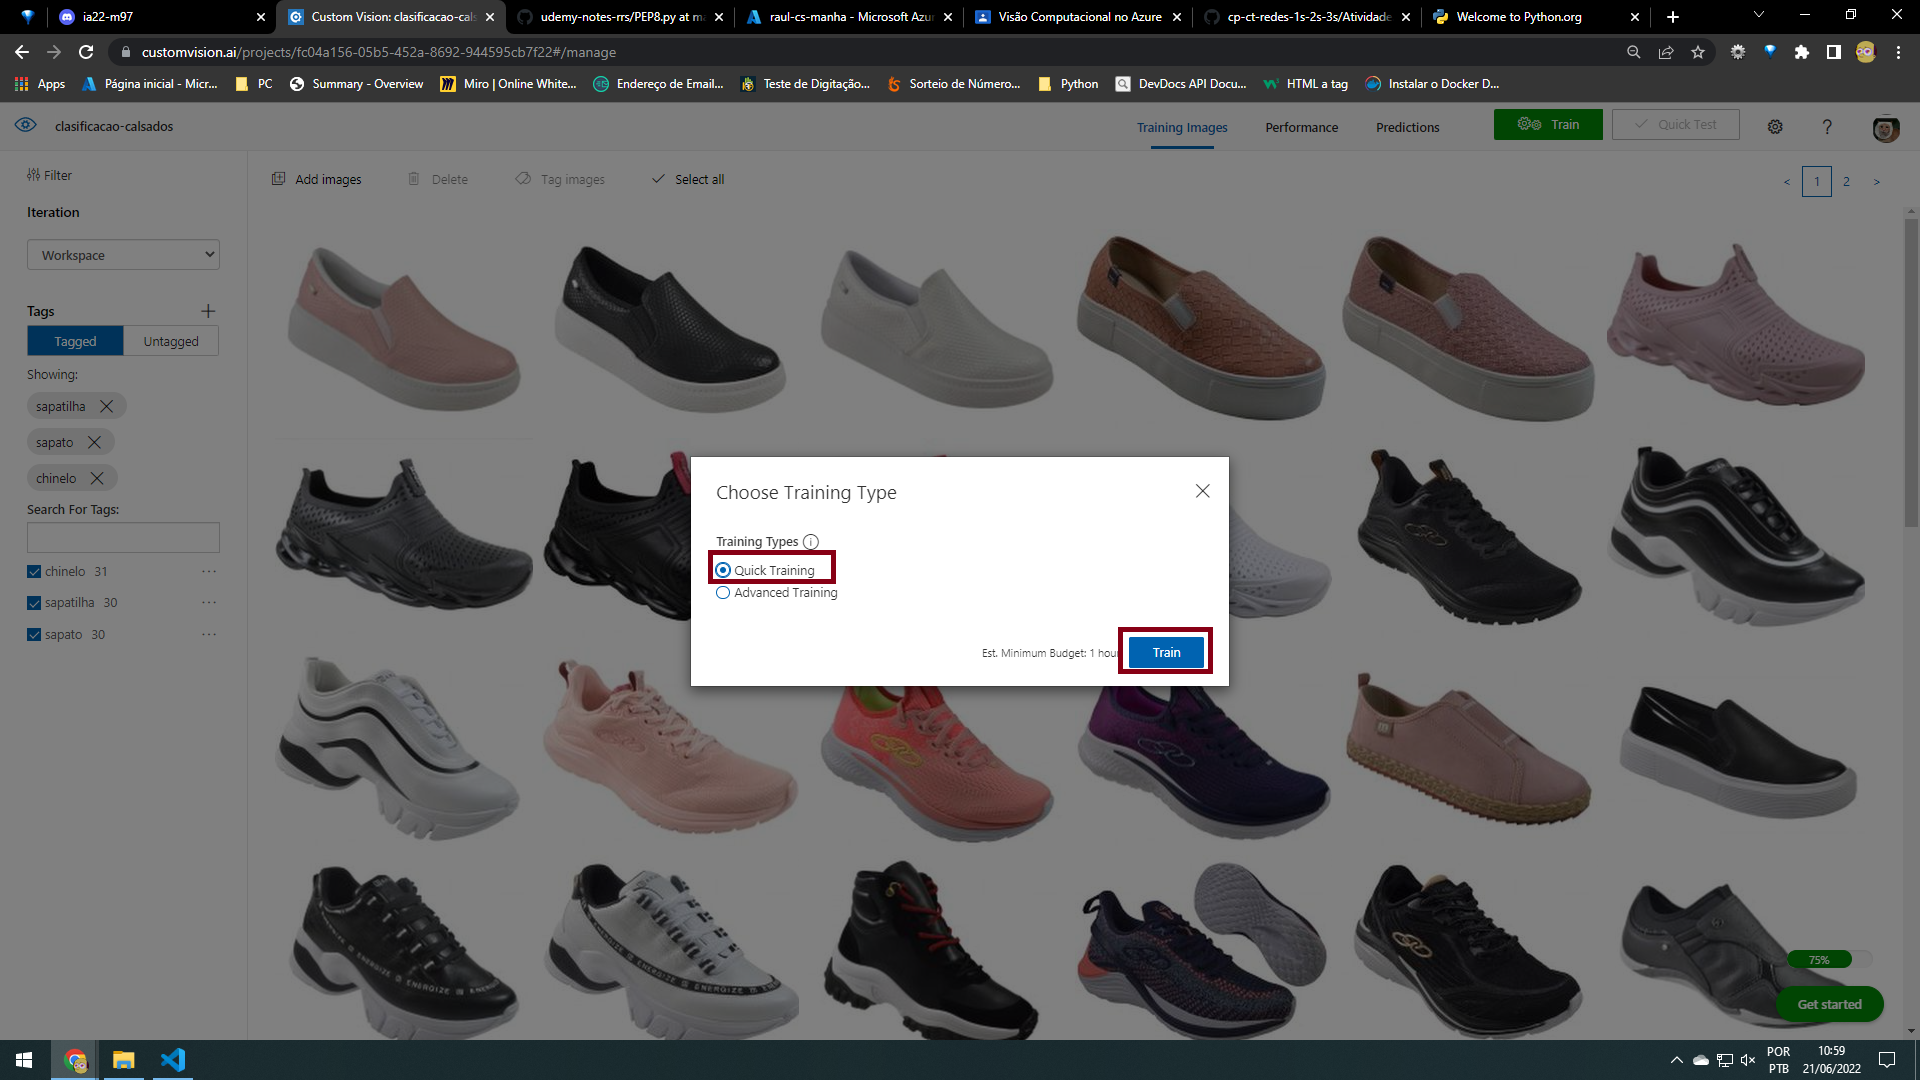 ia22-m97
Custom Vision: clasificacao-cals
udemy-notes-rrs/PEP8.py at ma
raul-cs-manha - Microsoft Azur
Visão Computacional no Azure
cp-ct-redes-1s-2s-3s/Atividade
Welcome to Python.org
customvision.ai/projects/fc04a156-05b5-452a-8692-944595cb7f22#/manage
Apps
Página inicial - Micr...
PC
Summary - Overview
Miro | Online White...
Endereço de Email...
Teste de Digitação...
Sorteio de Número...
Python
DevDocs API Docu...
HTML a tag
Instalar o Docker D...
clasificacao-calsados
Training Images
Performance
Predictions
Train
Quick Test
?
Filter
Add images
Delete
Tag images
Select all
< 1 2 >
Iteration
Workspace
Tags
Tagged
Untagged
Showing:
sapatilha
sapato
chinelo
Search For Tags:
chinelo 31
sapatilha 30
sapato 30
Choose Training Type
Training Types
Quick Training
Advanced Training
Est. Minimum Budget: 1 hour
Train
ENERGIZE
ENERGIZE
75%
Get started
POR
PTB
10:59
21/06/2022